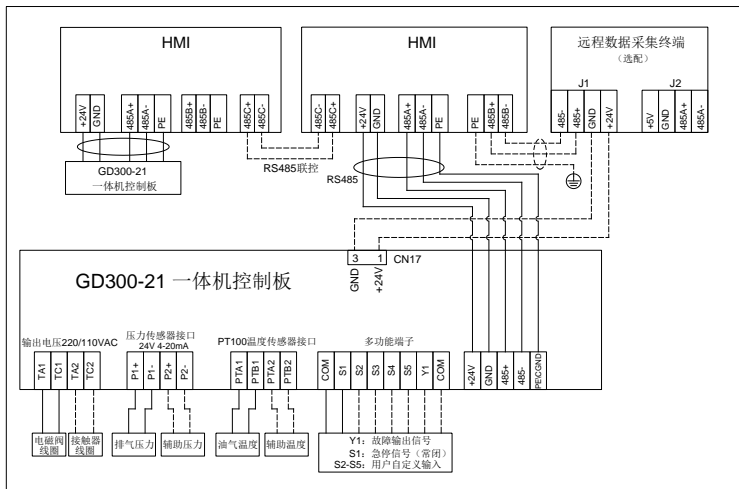 HMI
+24V
GND
485A+
485A-
PE
485B+
485B-
PE
485C+
485C-
GD300-21
一体机控制板
RS485联控
HMI
485C-
485C+
+24V
GND
485A+
485A-
PE
PE
485B+
485B-
RS485
远程数据采集终端
（选配）
J1
J2
485-
485+
GND
+24V
+5V
GND
485A+
485A-
3
1
CN17
GND
+24V
GD300-21 一体机控制板
输出电压220/110VAC
TA1
TC1
TA2
TC2
压力传感器接口
24V 4-20mA
P1+
P1-
P2+
P2-
PT100温度传感器接口
PTA1
PTB1
PTA2
PTB2
多功能端子
COM
S1
S2
S3
S4
S5
Y1
COM
+24V
GND
485+
485-
PE\CGND
电磁阀
线圈
接触器
线圈
排气压力
辅助压力
油气温度
辅助温度
Y1：故障输出信号
S1：急停信号（常闭）
S2-S5：用户自定义输入